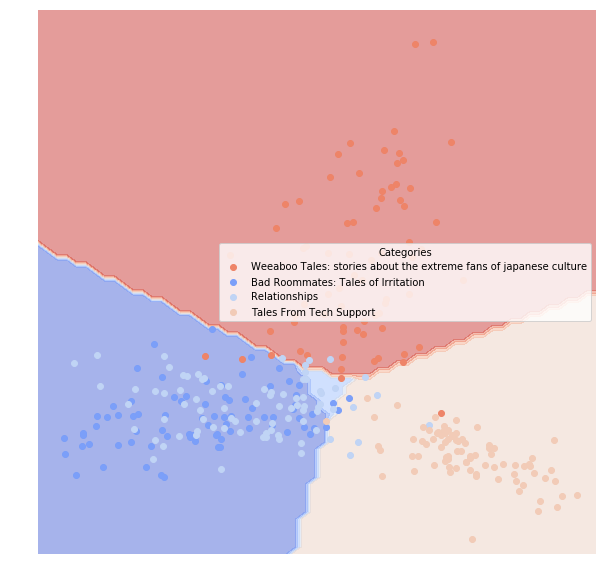 Categories
Weeaboo Tales: stories about the extreme fans of japanese culture
Bad Roommates: Tales of Irritation
Relationships
Tales From Tech Support